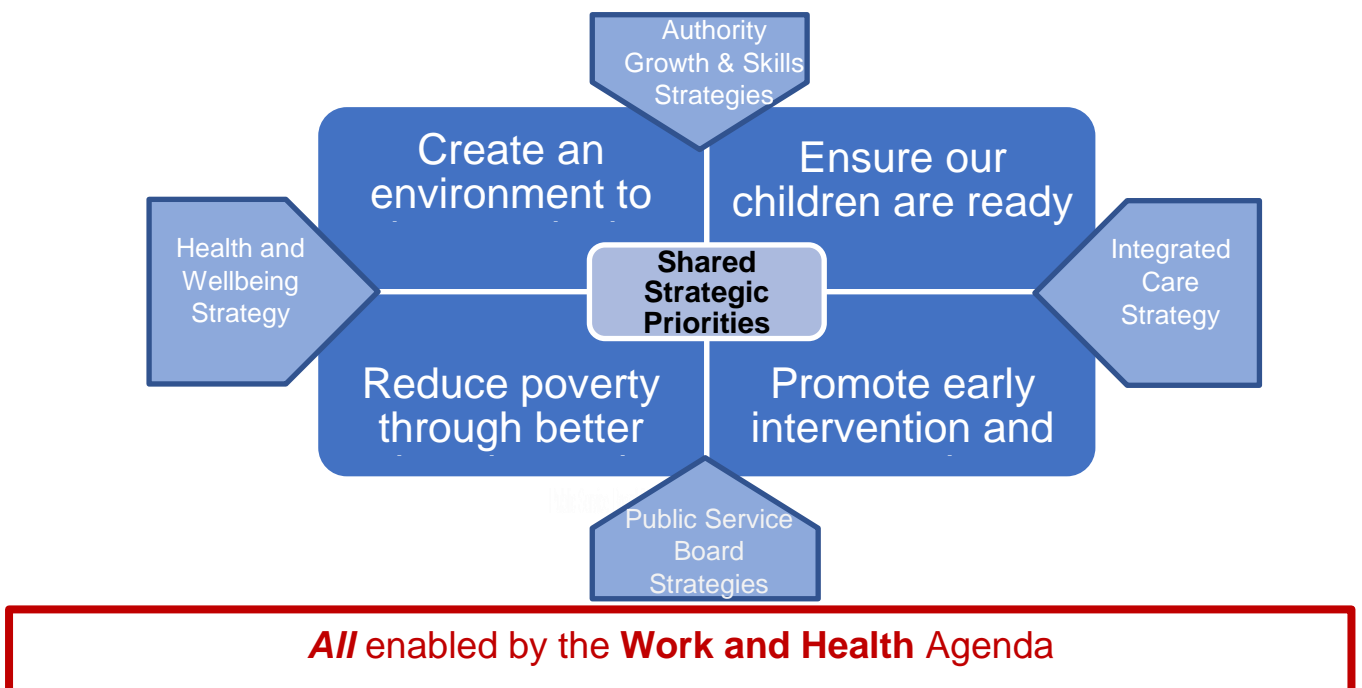 Authority
Growth & Skills
Strategies
Create an
environment to
Ensure our
children are ready
Health and
Wellbeing
Strategy
Shared
Strategic
Priorities
Integrated
Care
Strategy
Reduce poverty
through better
Promote early
intervention and
Public Service
Board
Strategies
All enabled by the Work and Health Agenda